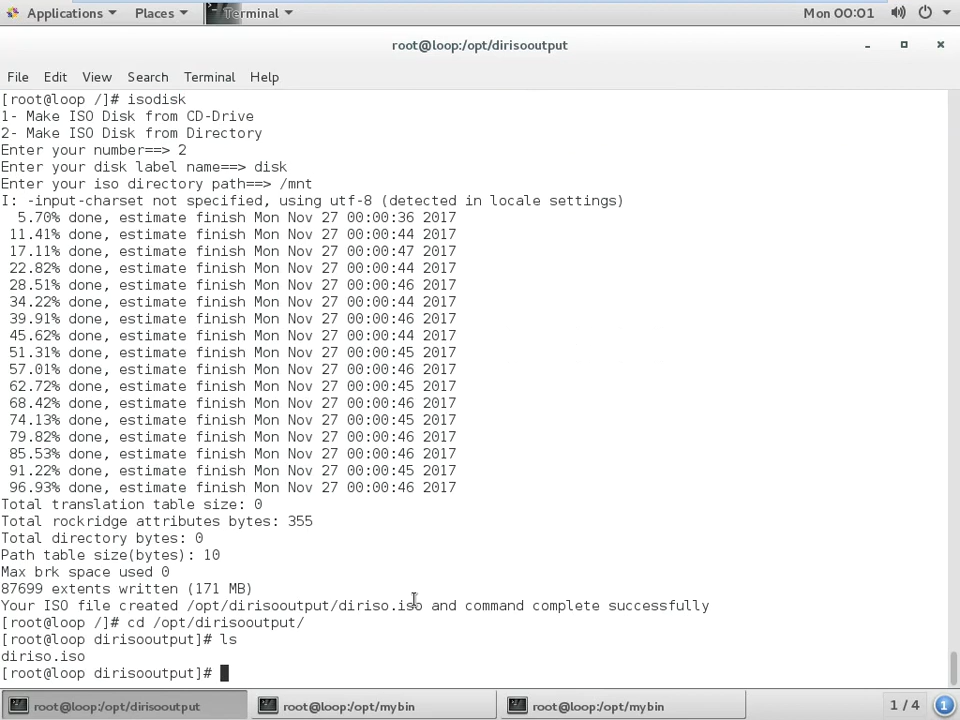 Applications Places Terminal Mon 00:01
root@loop:/opt/dirisooutput
File Edit View Search Terminal Help
[root@loop /]# isodisk
1- Make ISO Disk from CD-Drive
2- Make ISO Disk from Directory
Enter your number==> 2
Enter your disk label name==> disk
Enter your iso directory path==> /mnt
I: -input-charset not specified, using utf-8 (detected in locale settings)
5.70% done, estimate finish Mon Nov 27 00:00:36 2017
11.41% done, estimate finish Mon Nov 27 00:00:44 2017
17.11% done, estimate finish Mon Nov 27 00:00:47 2017
22.82% done, estimate finish Mon Nov 27 00:00:44 2017
28.51% done, estimate finish Mon Nov 27 00:00:46 2017
34.22% done, estimate finish Mon Nov 27 00:00:44 2017
39.91% done, estimate finish Mon Nov 27 00:00:46 2017
45.62% done, estimate finish Mon Nov 27 00:00:44 2017
51.31% done, estimate finish Mon Nov 27 00:00:45 2017
57.01% done, estimate finish Mon Nov 27 00:00:46 2017
62.72% done, estimate finish Mon Nov 27 00:00:45 2017
68.42% done, estimate finish Mon Nov 27 00:00:46 2017
74.13% done, estimate finish Mon Nov 27 00:00:45 2017
79.82% done, estimate finish Mon Nov 27 00:00:46 2017
85.53% done, estimate finish Mon Nov 27 00:00:46 2017
91.22% done, estimate finish Mon Nov 27 00:00:45 2017
96.93% done, estimate finish Mon Nov 27 00:00:46 2017
Total translation table size: 0
Total rockridge attributes bytes: 355
Total directory bytes: 0
Path table size(bytes): 10
Max brk space used 0
87699 extents written (171 MB)
Your ISO file created /opt/dirisooutput/diriso.iso and command complete successfully
[root@loop /]# cd /opt/dirisooutput/
[root@loop dirisooutput]# ls
diriso.iso
[root@loop dirisooutput]#
root@loop:/opt/dirisooutput root@loop:/opt/mybin root@loop:/opt/mybin 1 / 4 1